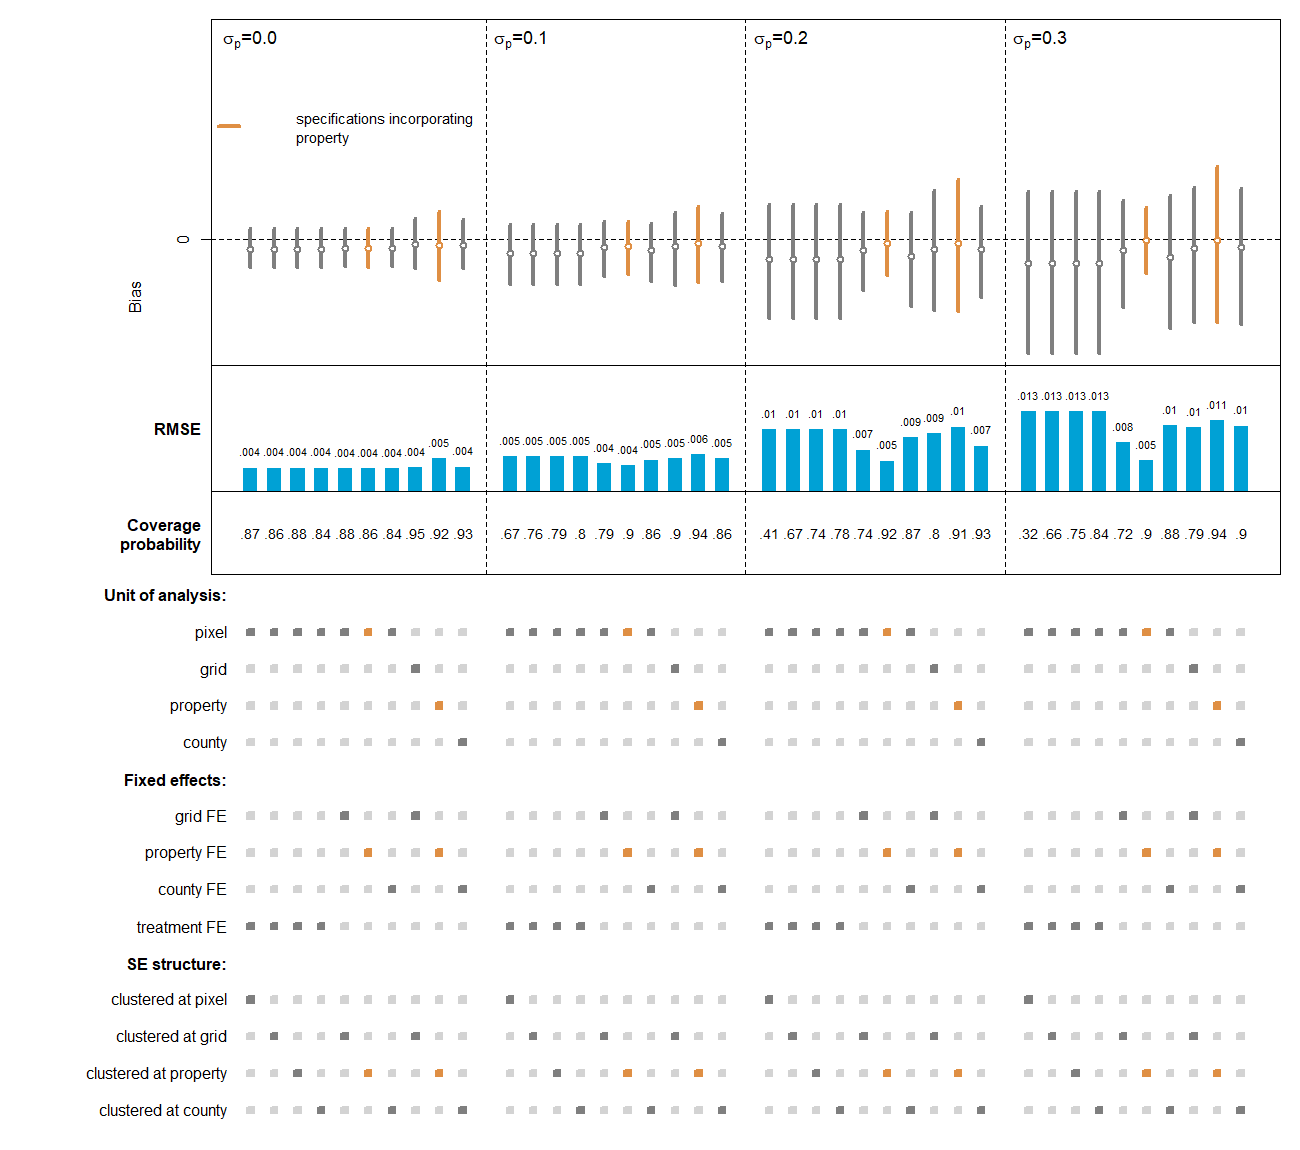 σp=0.0 σp=0.1 σp=0.2 σp=0.3
specifications incorporating
property
0
Bias
RMSE
.004 .004 .004 .004 .004 .004 .004 .004 .005 .004
.005 .005 .005 .005 .004 .004 .005 .005 .006 .005
.01 .01 .01 .01 .007 .005 .009 .009 .01 .007
.013 .013 .013 .013 .008 .005 .01 .01 .011 .01
Coverage
probability
.87 .86 .88 .84 .88 .86 .84 .95 .92 .93
.67 .76 .79 .8 .79 .9 .86 .9 .94 .86
.41 .67 .74 .78 .74 .92 .87 .8 .91 .93
.32 .66 .75 .84 .72 .9 .88 .79 .94 .9
Unit of analysis:
pixel
grid
property
county
Fixed effects:
grid FE
property FE
county FE
treatment FE
SE structure:
clustered at pixel
clustered at grid
clustered at property
clustered at county